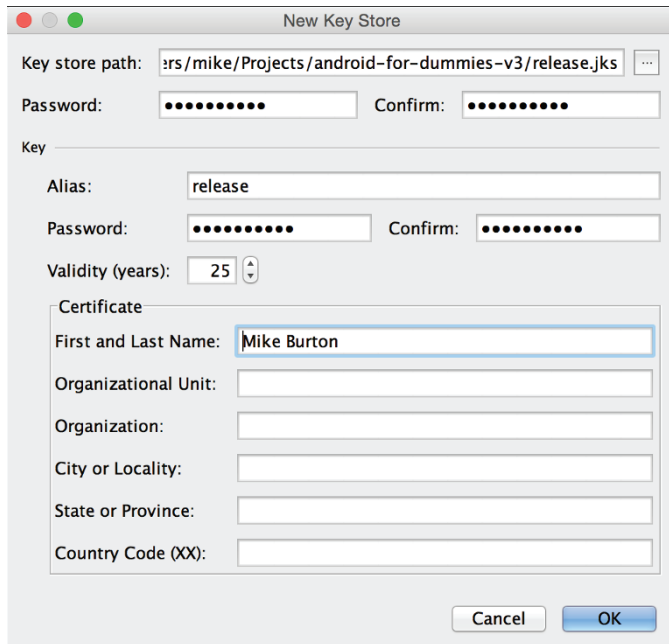 New Key Store
Key store path: ers/mike/Projects/android-for-dummies-v3/release.jks ...
Password: •••••••••• Confirm: ••••••••••
Key
Alias: release
Password: •••••••••• Confirm: ••••••••••
Validity (years): 25
Certificate
First and Last Name: Mike Burton
Organizational Unit:
Organization:
City or Locality:
State or Province:
Country Code (XX):
Cancel OK